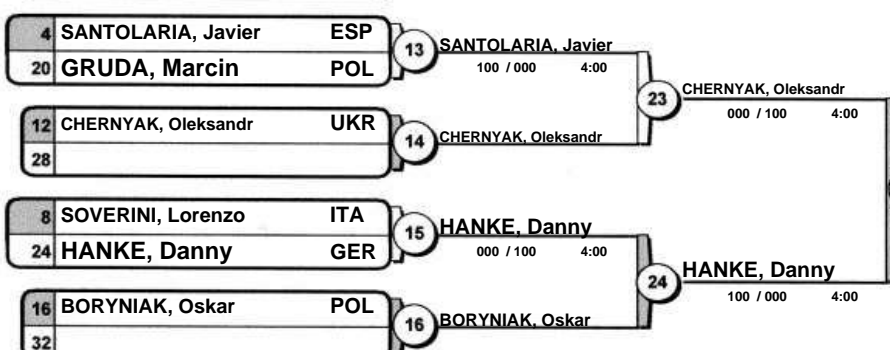 4 SANTOLARIA, Javier ESP
20 GRUDA, Marcin POL
13
SANTOLARIA, Javier
100 / 000 4:00
12 CHERNYAK, Oleksandr UKR
28
14
CHERNYAK, Oleksandr
23
CHERNYAK, Oleksandr
000 / 100 4:00
8 SOVERINI, Lorenzo ITA
24 HANKE, Danny GER
15
HANKE, Danny
000 / 100 4:00
16 BORYNIAK, Oskar POL
32
16
BORYNIAK, Oskar
24
HANKE, Danny
100 / 000 4:00